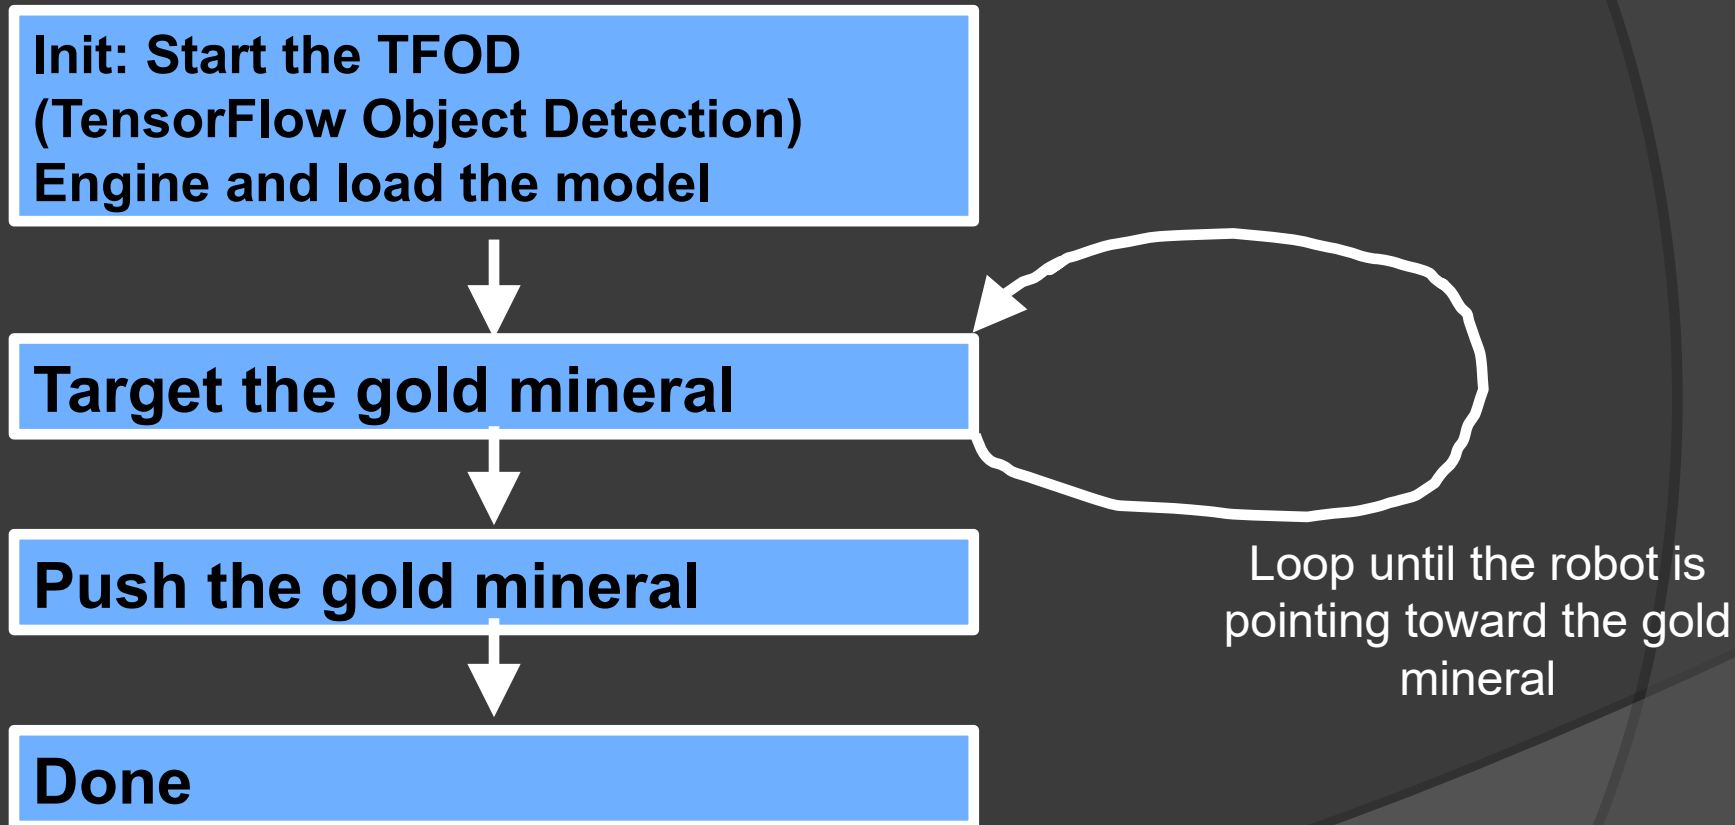 Init: Start the TFOD
(TensorFlow Object Detection)
Engine and load the model
Target the gold mineral
Push the gold mineral
Loop until the robot is
pointing toward the gold
mineral
Done